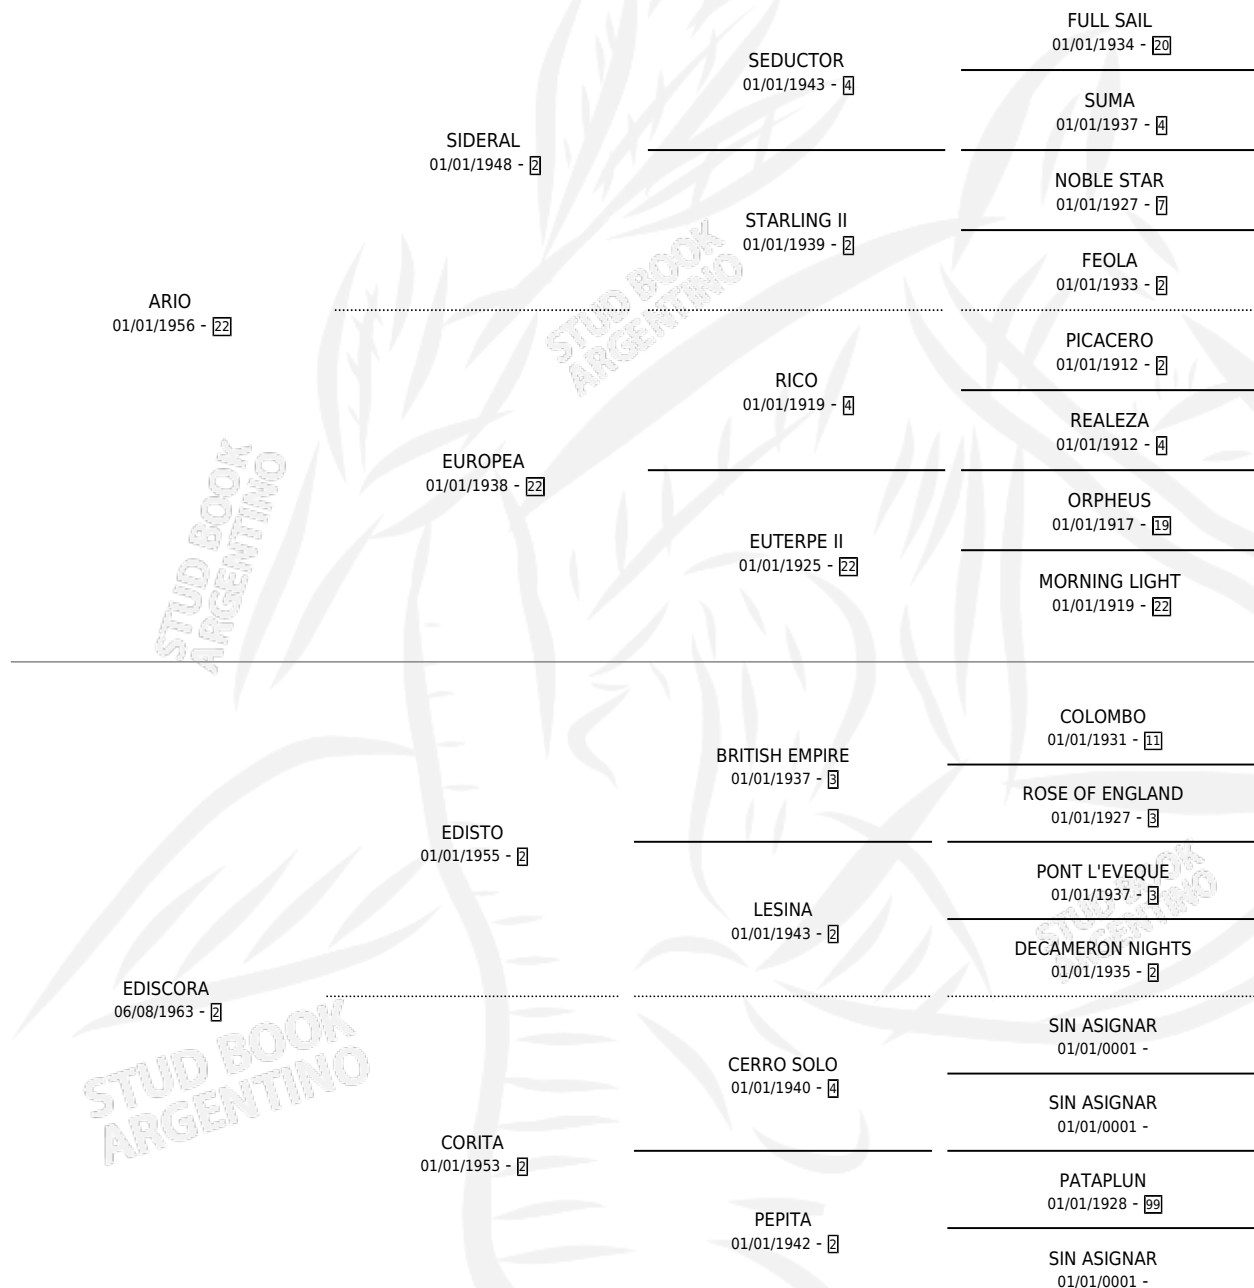 FULL SAIL
01/01/1934 - 20
SEDUCTOR
01/01/1943 - 4
SUMA
01/01/1937 - 4
SIDERAL
01/01/1948 - 2
NOBLE STAR
01/01/1927 - 7
STARLING II
01/01/1939 - 2
FEOLA
01/01/1933 - 2
ARIO
01/01/1956 - 22
PICACERO
01/01/1912 - 2
RICO
01/01/1919 - 4
REALEZA
01/01/1912 - 4
EUROPEA
01/01/1938 - 22
ORPHEUS
01/01/1917 - 19
EUTERPE II
01/01/1925 - 22
MORNING LIGHT
01/01/1919 - 22
COLOMBO
01/01/1931 - 11
BRITISH EMPIRE
01/01/1937 - 3
ROSE OF ENGLAND
01/01/1927 - 3
EDISTO
01/01/1955 - 2
PONT L'EVEQUE
01/01/1937 - 3
LESINA
01/01/1943 - 2
DECAMERON NIGHTS
01/01/1935 - 2
EDISCORA
06/08/1963 - 2
SIN ASIGNAR
01/01/0001 -
CERRO SOLO
01/01/1940 - 4
SIN ASIGNAR
01/01/0001 -
CORITA
01/01/1953 - 2
PATAPLUN
01/01/1928 - 99
PEPITA
01/01/1942 - 2
SIN ASIGNAR
01/01/0001 -
STUD BOOK
ARGENTINO
STUD BOOK
ARGENTINO
STUD BOOK
ARGENTINO
STUD BOOK
ARGENTINO